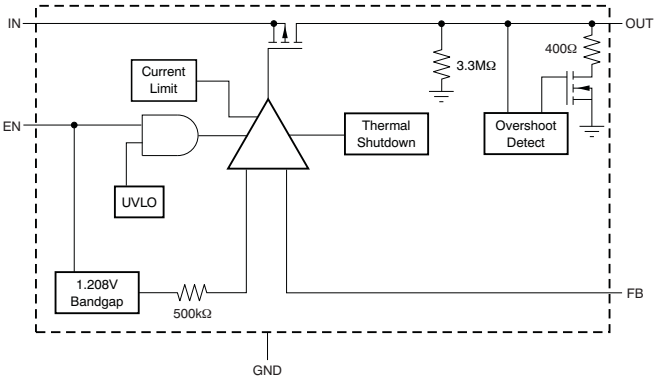 IN
OUT
400Ω
3.3MΩ
Current
Limit
EN
Thermal
Shutdown
Overshoot
Detect
UVLO
1.208V
Bandgap
500kΩ
FB
GND